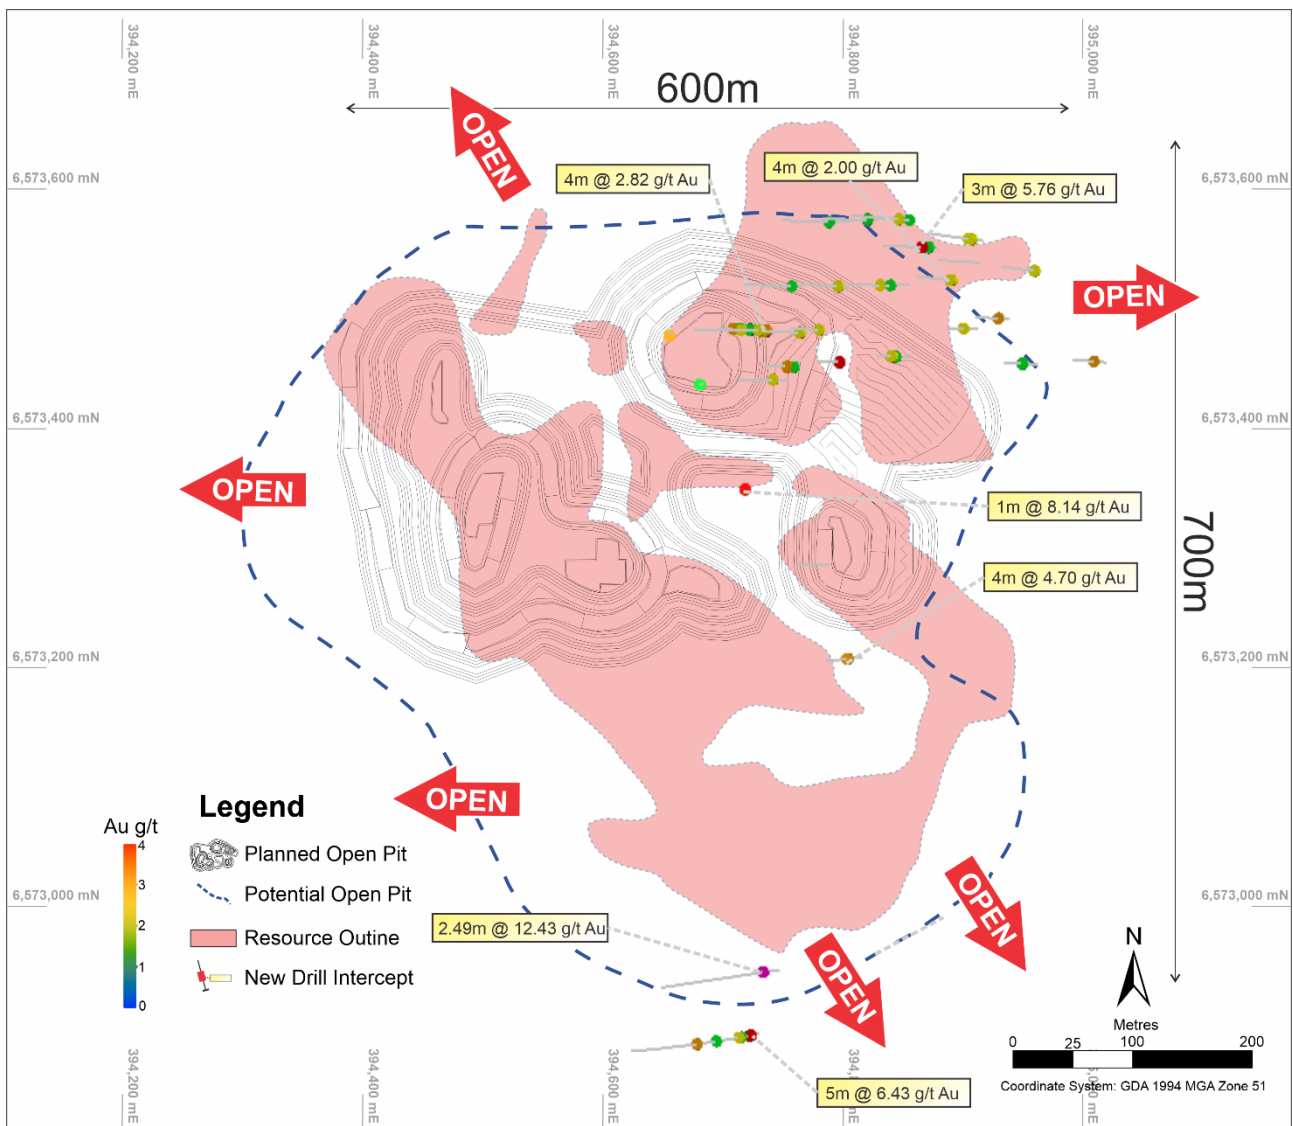 394,200 mE
394,400 mE
394,600 mE
394,800 mE
395,000 mE
600m
OPEN
4m @ 2.82 g/t Au
4m @ 2.00 g/t Au
3m @ 5.76 g/t Au
6,573,600 mN
6,573,600 mN
OPEN
6,573,400 mN
6,573,400 mN
OPEN
1m @ 8.14 g/t Au
700m
4m @ 4.70 g/t Au
6,573,200 mN
6,573,200 mN
OPEN
Legend
Au g/t
4
3
2
1
0
Planned Open Pit
Potential Open Pit
Resource Outine
New Drill Intercept
6,573,000 mN
6,573,000 mN
2.49m @ 12.43 g/t Au
OPEN
OPEN
N
Metres
0
25
100
200
Coordinate System: GDA 1994 MGA Zone 51
5m @ 6.43 g/t Au
394,200 mE
394,400 mE
394,600 mE